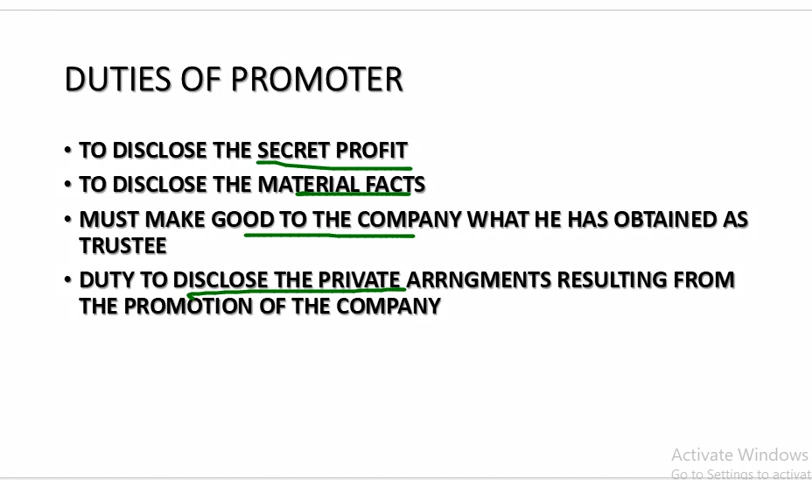 DUTIES OF PROMOTER
• TO DISCLOSE THE SECRET PROFIT
• TO DISCLOSE THE MATERIAL FACTS
• MUST MAKE GOOD TO THE COMPANY WHAT HE HAS OBTAINED AS
TRUSTEE
• DUTY TO DISCLOSE THE PRIVATE ARRNGMENTS RESULTING FROM
THE PROMOTION OF THE COMPANY
Activate Windows
Go to Settings to activat